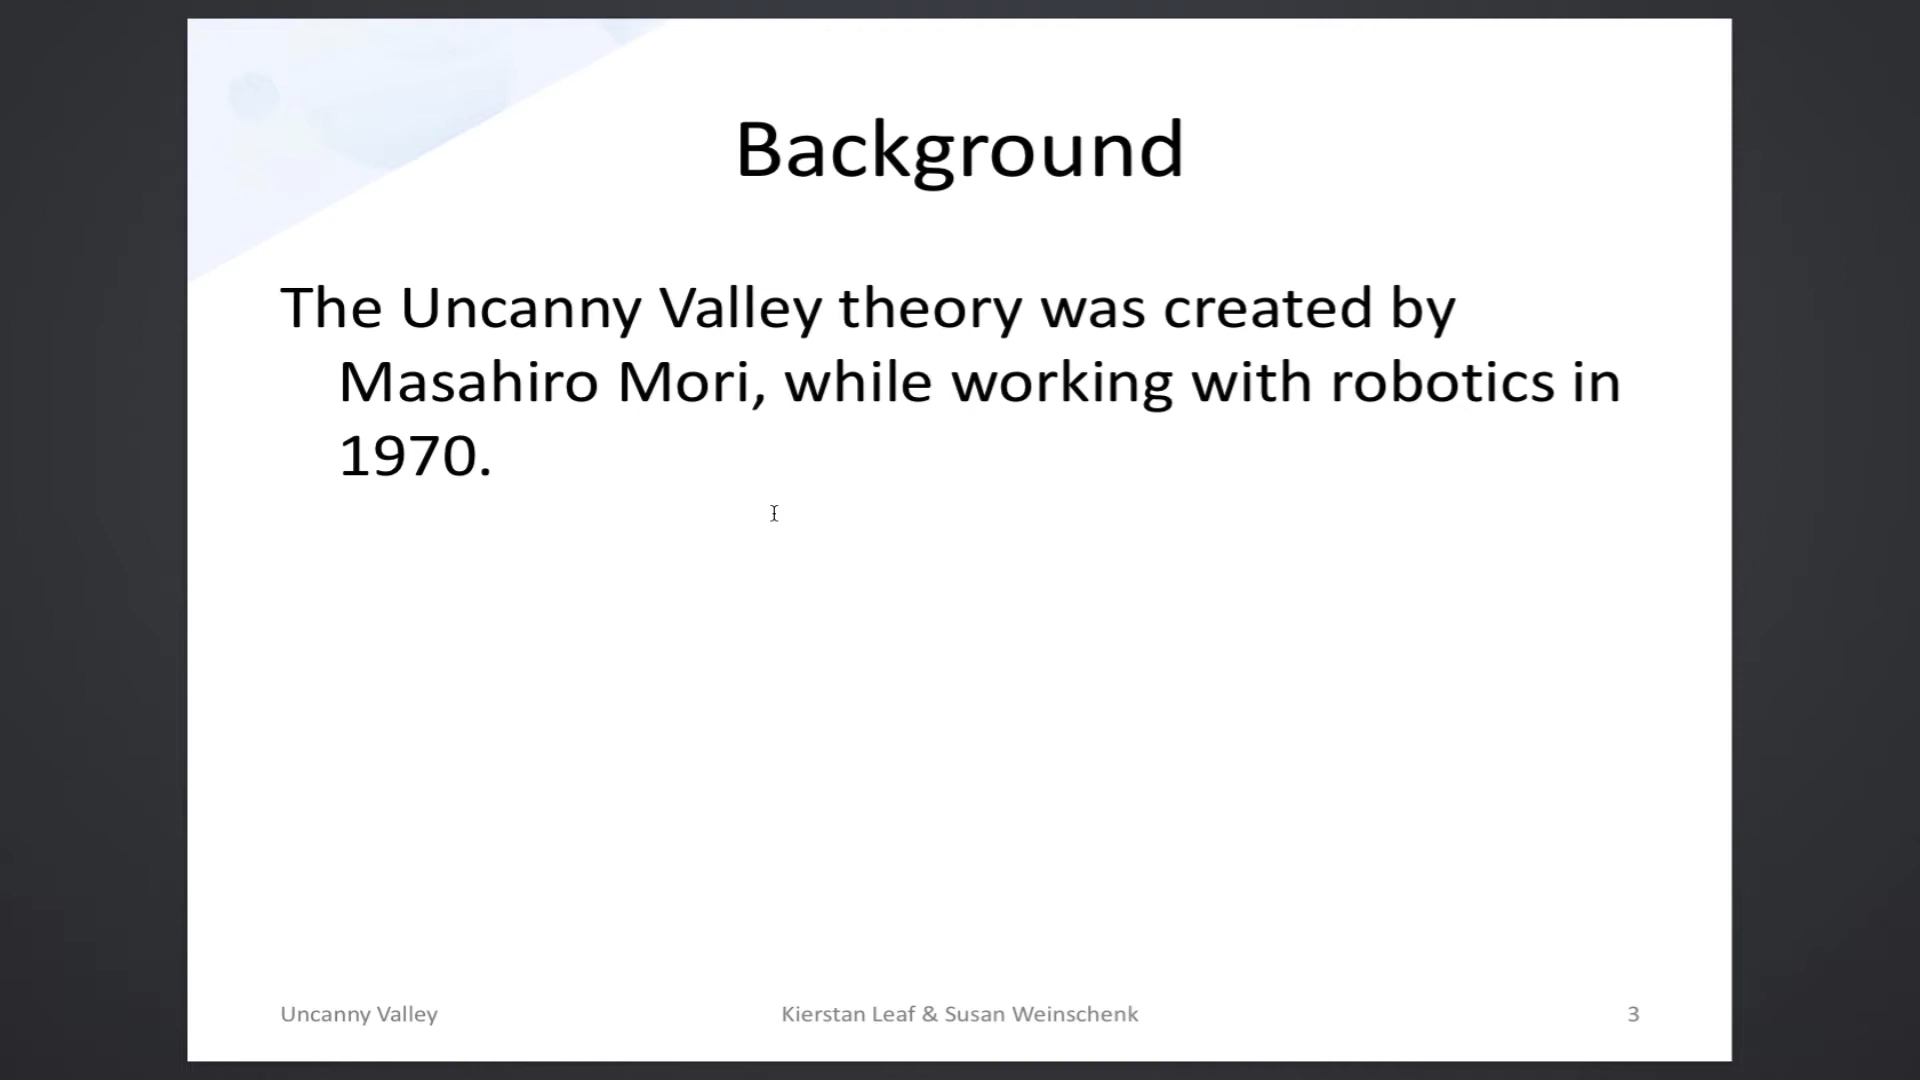 Background
The Uncanny Valley theory was created by
Masahiro Mori, while working with robotics in
1970.
Uncanny Valley
Kierstan Leaf & Susan Weinschenk
3